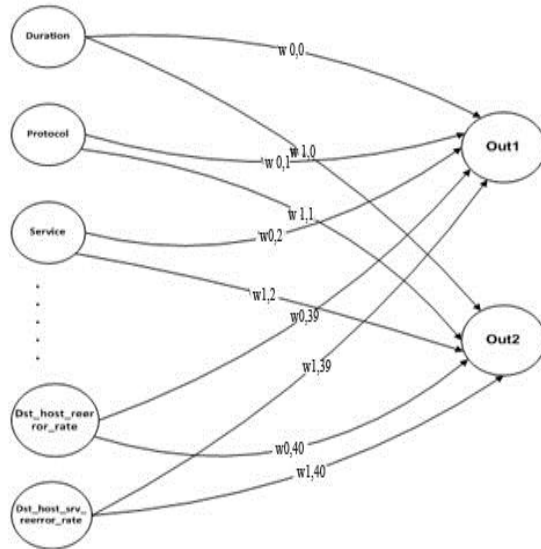 Duration
w 0,0
Protocol
Out1
w 0,1
w 1,0
w 1,1
Service
w0,2
w1,2
w0,39
Out2
w1,39
Dst_host_reer
ror_rate
w0,40
w1,40
Dst_host_srv_
reerror_rate